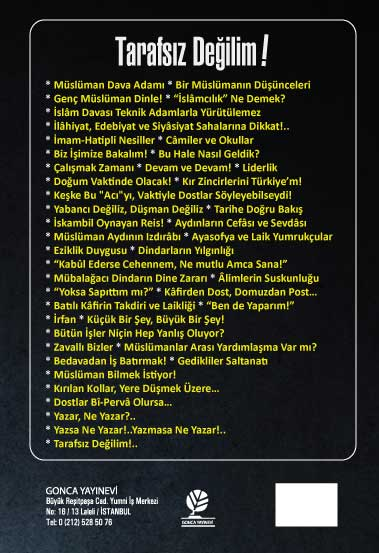 Tarafsız Değilim!
* Müslüman Dava Adamı * Bir Müslümanın Düşünceleri
* Genç Müslüman Dinle! * “İslâmcılık” Ne Demek?
* İslâm Davası Teknik Adamlarla Yürütülemez
* İlâhiyat, Edebiyat ve Siyâsiyat Sahalarına Dikkat!..
* İmam-Hatipli Nesiller * Câmiler ve Okullar
* Biz İşimize Bakalım! * Bu Hale Nasıl Geldik?
* Çalışmak Zamanı * Devam ve Devam! * Liderlik
* Doğum Vaktinde Olacak! * Kır Zincirlerini Türkiye’m!
* Keşke Bu "Acı"yı, Vaktiyle Dostlar Söyleyebilseydi!
* Yabancı Değiliz, Düşman Değiliz * Tarihe Doğru Bakış
* İskambil Oynayan Reis! * Aydınların Cefâsı ve Sevdâsı
* Müslüman Aydının Izdırâbı * Ayasofya ve Laik Yumrukçular
* Eziklik Duygusu * Dindarların Yılgınlığı
* “Kabûl Ederse Cehennem, Ne mutlu Amca Sana!”
* Mübalağacı Dindarın Dine Zararı * Âlimlerin Suskunluğu
* “Yoksa Sapıttım mı?” * Kâfirden Dost, Domuzdan Post...
* Batılı Kâfirin Takdiri ve Laikliği * “Ben de Yaparım!”
* İrfan * Küçük Bir Şey, Büyük Bir Şey!
* Bütün İşler Niçin Hep Yanlış Oluyor?
* Zavallı Bizler * Müslümanlar Arası Yardımlaşma Var mı?
* Bedavadan İş Batırmak! * Gedikliler Saltanatı
* Müslüman Bilmek İstiyor!
* Kırılan Kollar, Yere Düşmek Üzere...
* Dostlar Bî-Pervâ Olursa...
* Yazar, Ne Yazar?..
* Yazsa Ne Yazar!..Yazmasa Ne Yazar!..
* Tarafsız Değilim!..
GONCA YAYINEVİ
Büyük Reşitpaşa Cad. Yumni İş Merkezi
No: 16 / 13 Laleli / İSTANBUL
Tel: 0 (212) 528 50 76
GONCA YAYINEVİ